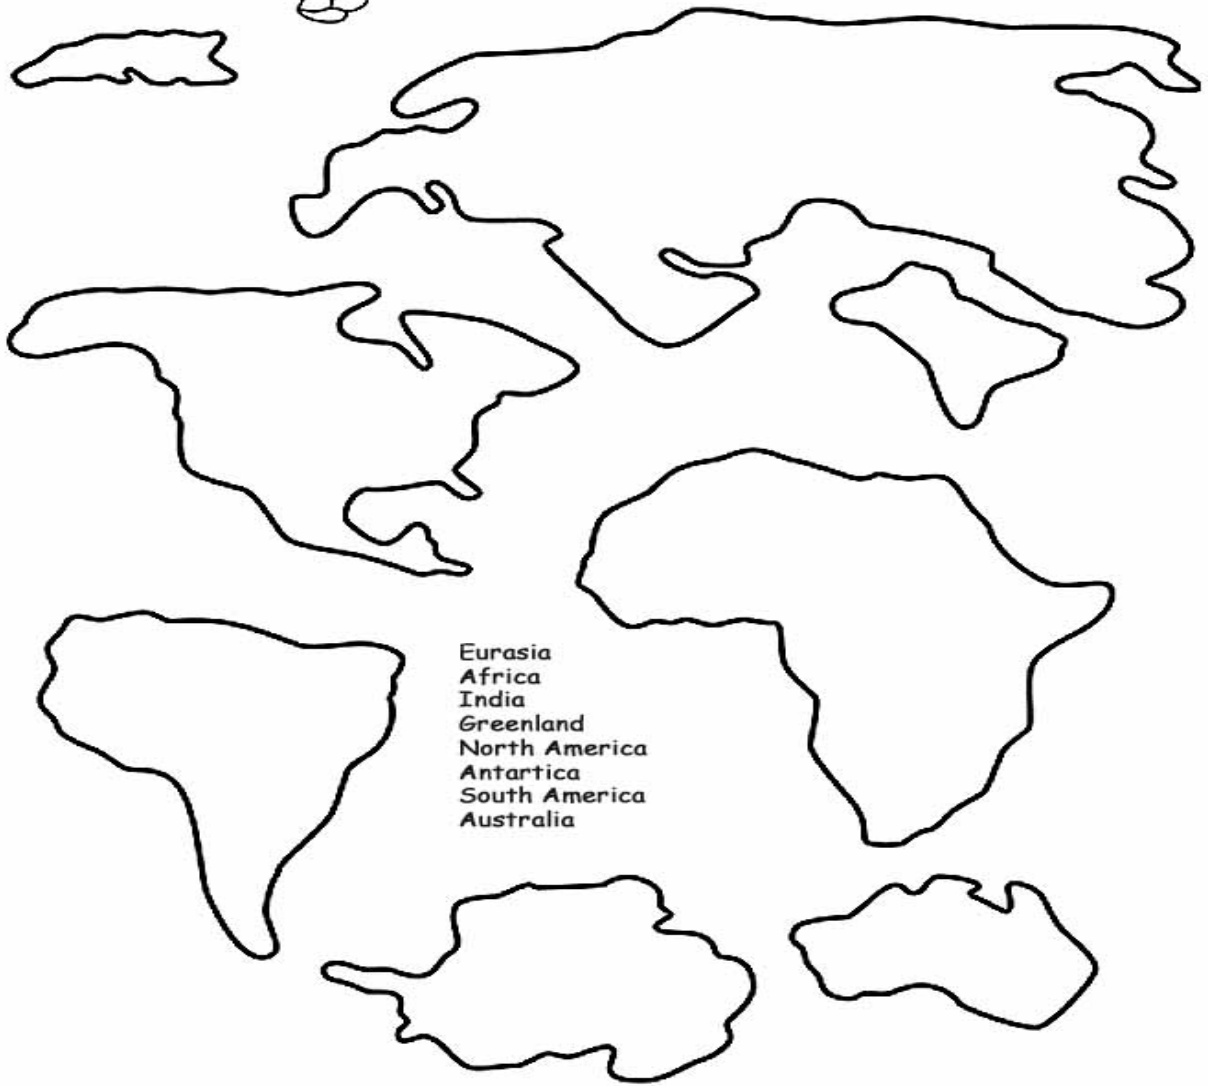 Eurasia
Africa
India
Greenland
North America
Antartica
South America
Australia